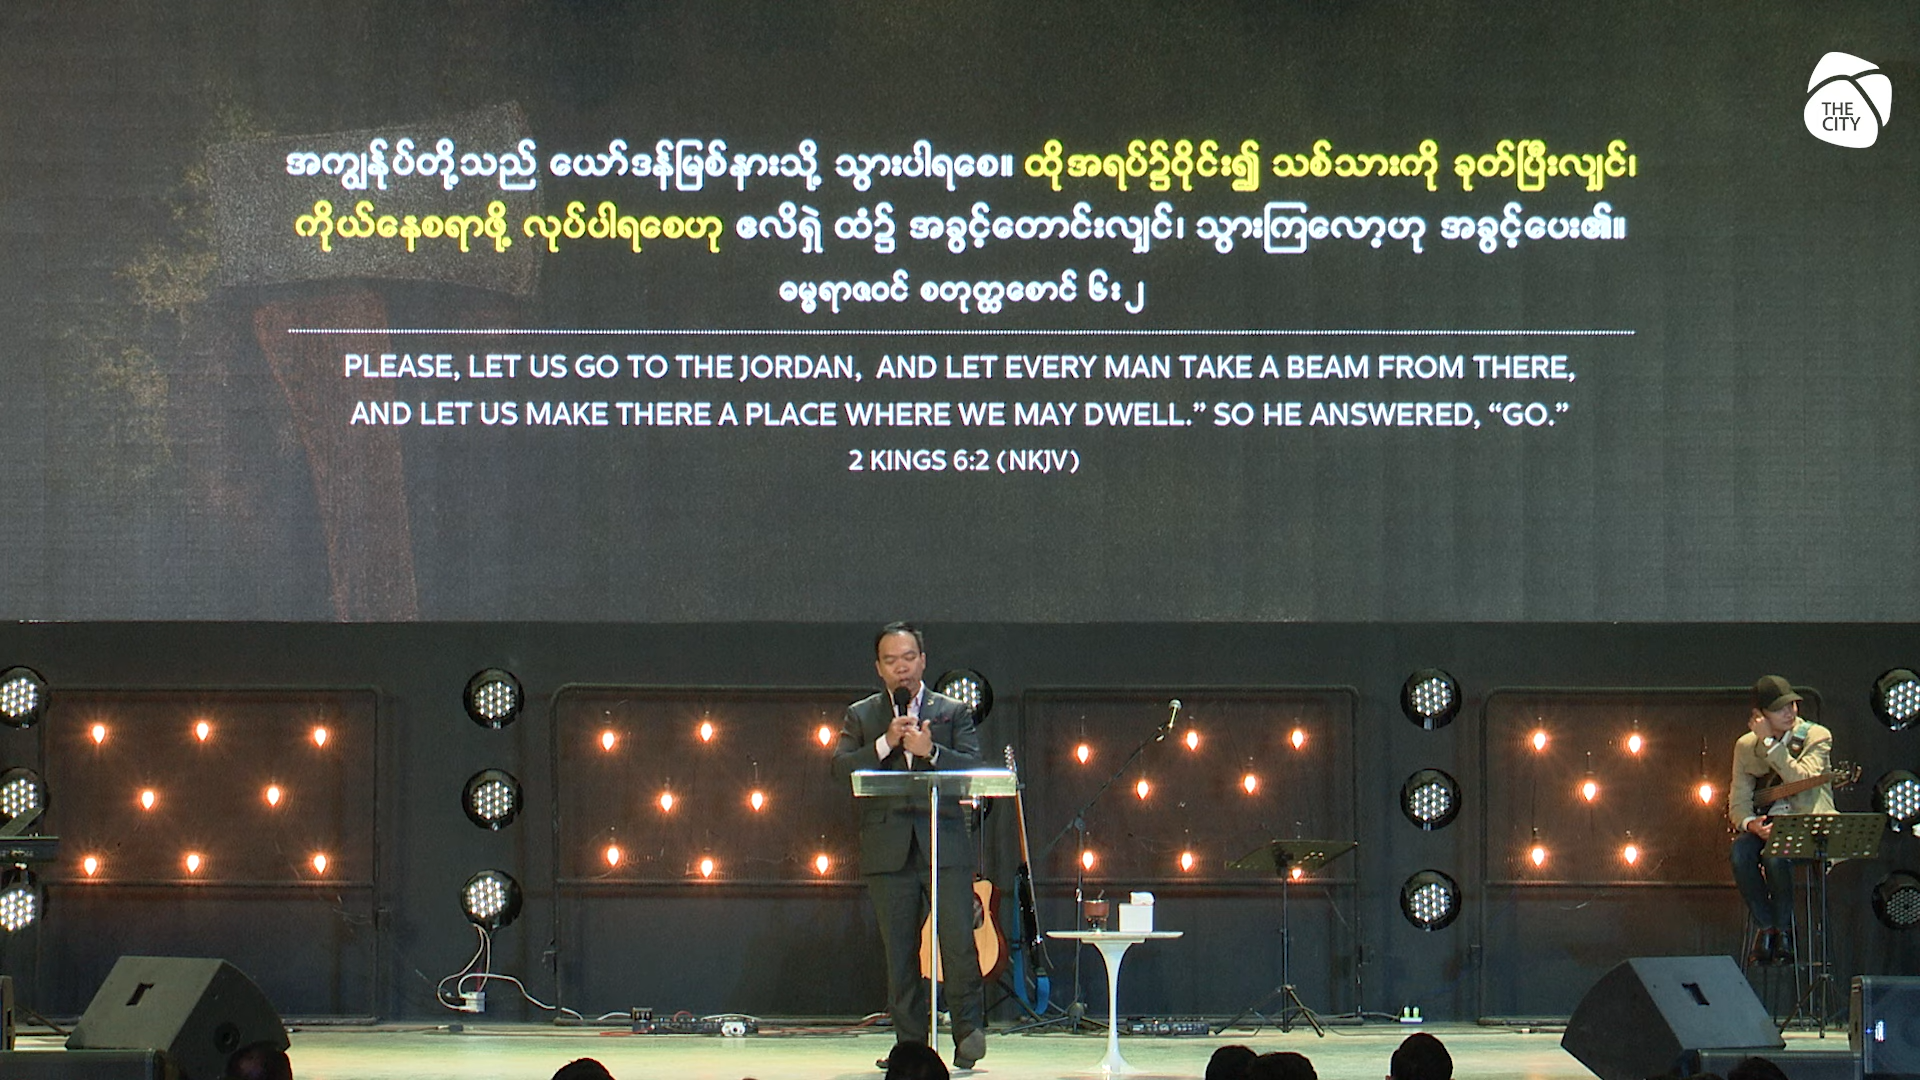 အကျွန်ုပ်တို့သည် ယော်ဒန်မြစ်နားသို့ သွားပါရစေ။ ထိုအရပ်၌ဝိုင်း၍ သစ်သားကို ခုတ်ပြီးလျှင်၊
ကိုယ်နေစရာဖို့ လုပ်ပါရစေဟု ဧလိရှဲ ထံ၌ အခွင့်တောင်းလျှင်၊ သွားကြလော့ဟု အခွင့်ပေး၏။
ဓမ္မရာဇဝင် စတုတ္ထစောင် ၆း၂
PLEASE, LET US GO TO THE JORDAN, AND LET EVERY MAN TAKE A BEAM FROM THERE,
AND LET US MAKE THERE A PLACE WHERE WE MAY DWELL.” SO HE ANSWERED, “GO.”
2 KINGS 6:2 (NKJV)
THE
CITY